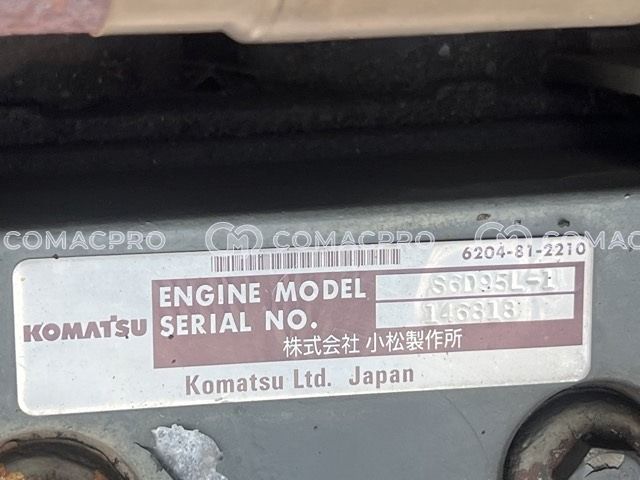 COMACPRO COMACPRO COMACPRO
6204-81-2210
KOMATSU
ENGINE MODEL S6D95L-1
SERIAL NO. 146818
株式会社 小松製作所
Komatsu Ltd. Japan